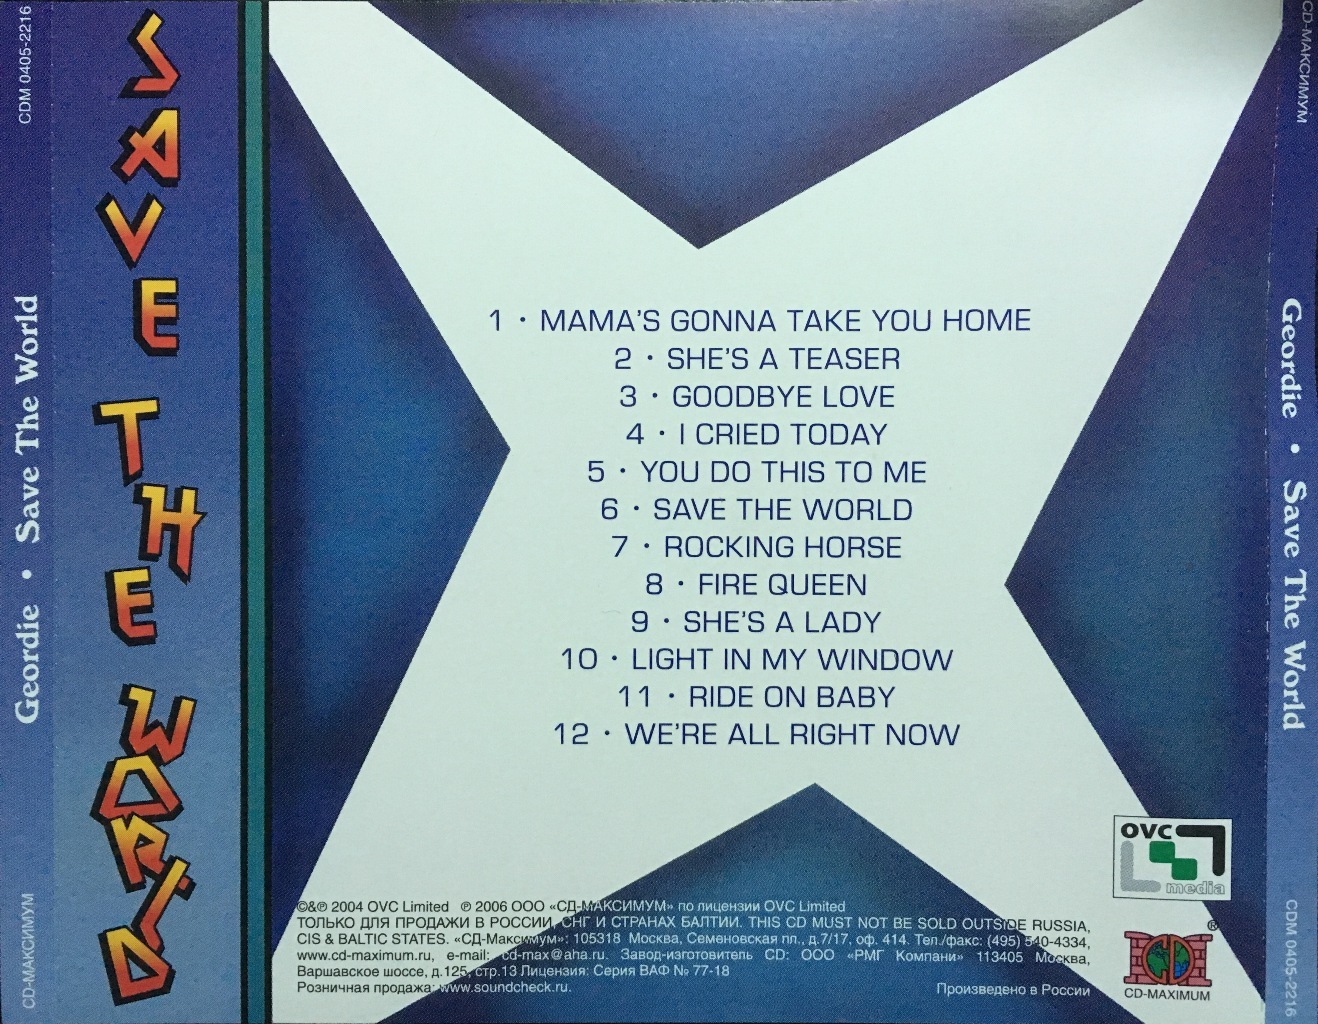 CDM 0405-2216
Geordie • Save The World
CD-МАКСИМУМ
SAVE THE WORLD
1 · MAMA'S GONNA TAKE YOU HOME
2 · SHE'S A TEASER
3 · GOODBYE LOVE
4 · I CRIED TODAY
5 · YOU DO THIS TO ME
6 · SAVE THE WORLD
7 · ROCKING HORSE
8 · FIRE QUEEN
9 · SHE'S A LADY
10 · LIGHT IN MY WINDOW
11 · RIDE ON BABY
12 · WE'RE ALL RIGHT NOW
©&℗ 2004 OVC Limited ℗ 2006 ООО «СД-МАКСИМУМ» по лицензии OVC Limited
ТОЛЬКО ДЛЯ ПРОДАЖИ В РОССИИ, СНГ И СТРАНАХ БАЛТИИ. THIS CD MUST NOT BE SOLD OUTSIDE RUSSIA,
CIS & BALTIC STATES. «СД-Максимум»: 105318 Москва, Семеновская пл., д.7/17, оф. 414. Тел./факс: (495) 540-4334,
www.cd-maximum.ru, e-mail: cd-max@aha.ru. Завод-изготовитель CD: ООО «РМГ Компани» 113405 Москва,
Варшавское шоссе, д.125, стр.13 Лицензия: Серия ВАФ № 77-18
Розничная продажа: www.soundcheck.ru.
Произведено в России
OVC
media
®
CD
CD-MAXIMUM
CD-МАКСИМУМ
Geordie • Save The World
CDM 0405-2216